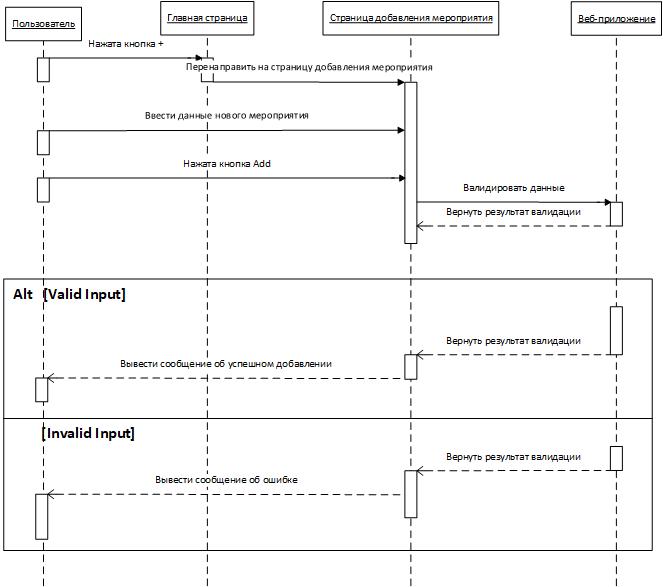 Пользователь
Главная страница
Страница добавления мероприятия
Веб-приложение
Нажата кнопка +
Перенаправить на страницу добавления мероприятия
Ввести данные нового мероприятия
Нажата кнопка Add
Валидировать данные
Вернуть результат валидации
Alt [Valid Input]
Вернуть результат валидации
Вывести сообщение об успешном добавлении
[Invalid Input]
Вернуть результат валидации
Вывести сообщение об ошибке